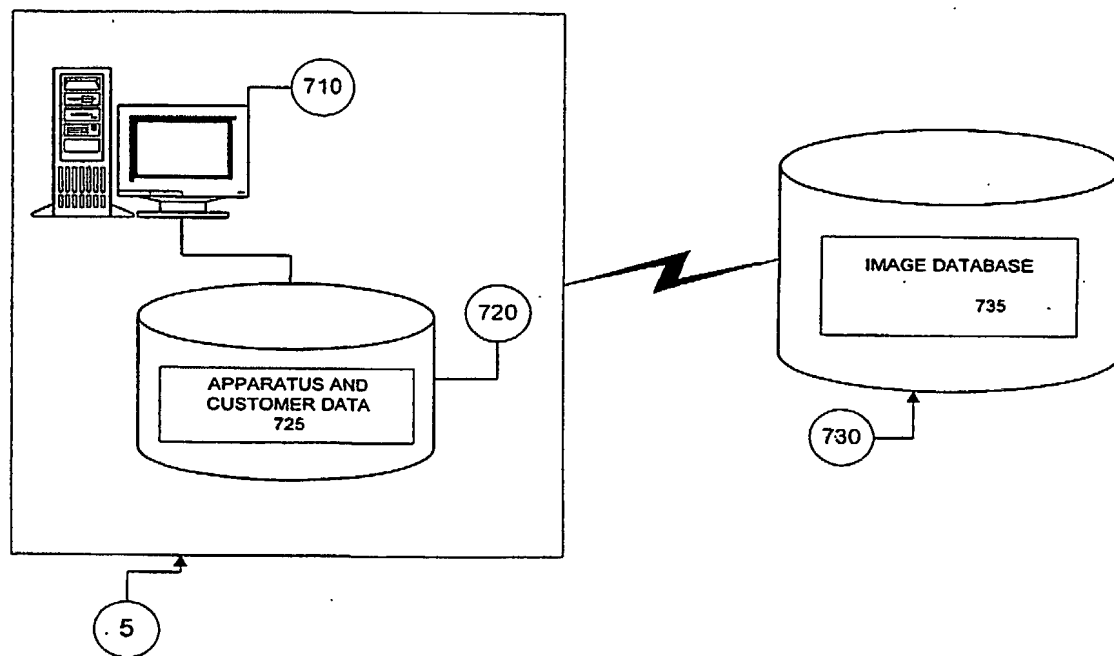 710
720
APPARATUS AND
CUSTOMER DATA
725
IMAGE DATABASE
735
730
5